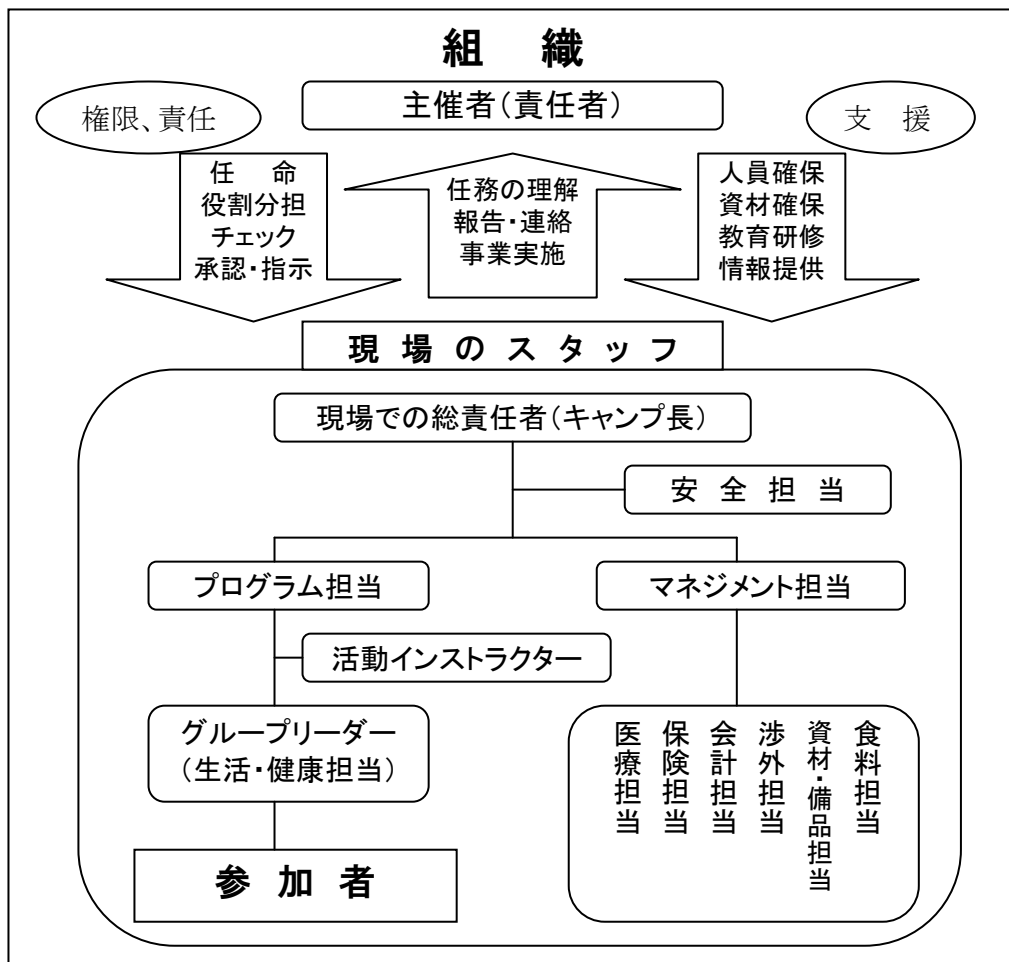 組　織
主催者(責任者)
権限、責任
支　援
任　命
役割分担
チェック
承認・指示
任務の理解
報告・連絡
事業実施
人員確保
資材確保
教育研修
情報提供
現場のスタッフ
現場での総責任者(キャンプ長)
安全担当
プログラム担当
マネジメント担当
活動インストラクター
グループリーダー
(生活・健康担当)
医療担当
保険担当
会計担当
渉外担当
資材・備品担当
食料担当
参加者